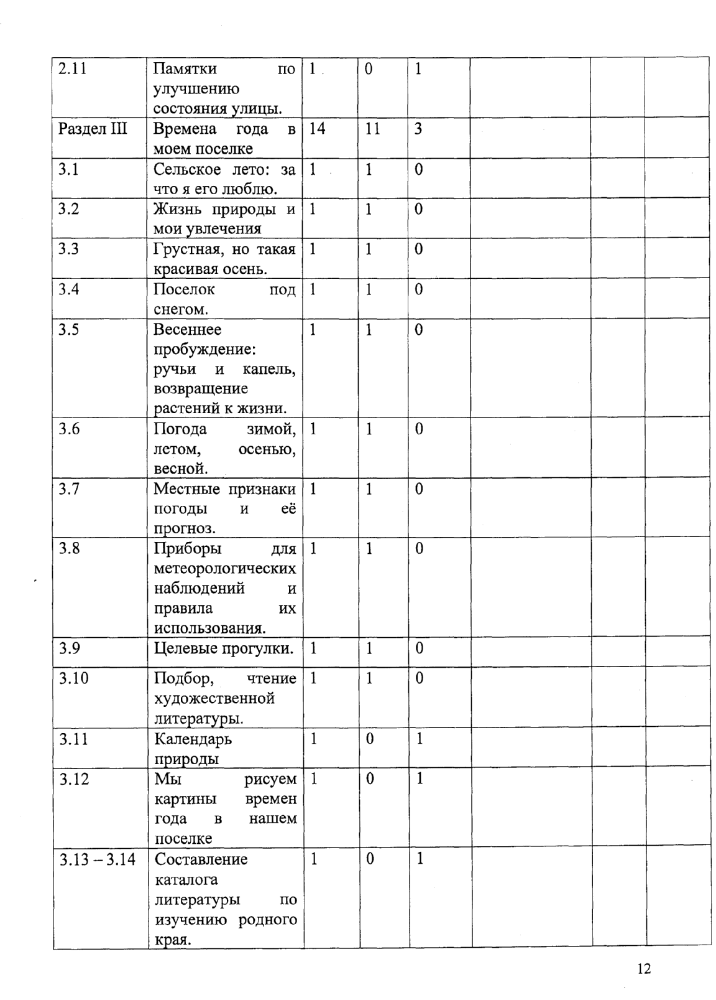 2.11 Памятки по 1 0 1
улучшению
состояния улицы.
Раздел III Времена года в 14 11 3
моем поселке
3.1 Сельское лето: за 1 1 0
что я его люблю.
3.2 Жизнь природы и 1 1 0
мои увлечения
3.3 Грустная, но такая 1 1 0
красивая осень.
3.4 Поселок под 1 1 0
снегом.
3.5 Весеннее 1 1 0
пробуждение:
ручьи и капель,
возвращение
растений к жизни.
3.6 Погода зимой, 1 1 0
летом, осенью,
весной.
3.7 Местные признаки 1 1 0
погоды и её
прогноз.
3.8 Приборы для 1 1 0
метеорологических
наблюдений и
правила их
использования.
3.9 Целевые прогулки. 1 1 0
3.10 Подбор, чтение 1 1 0
художественной
литературы.
3.11 Календарь 1 0 1
природы
3.12 Мы рисуем 1 0 1
картины времен
года в нашем
поселке
3.13 – 3.14 Составление 1 0 1
каталога
литературы по
изучению родного
края.
12